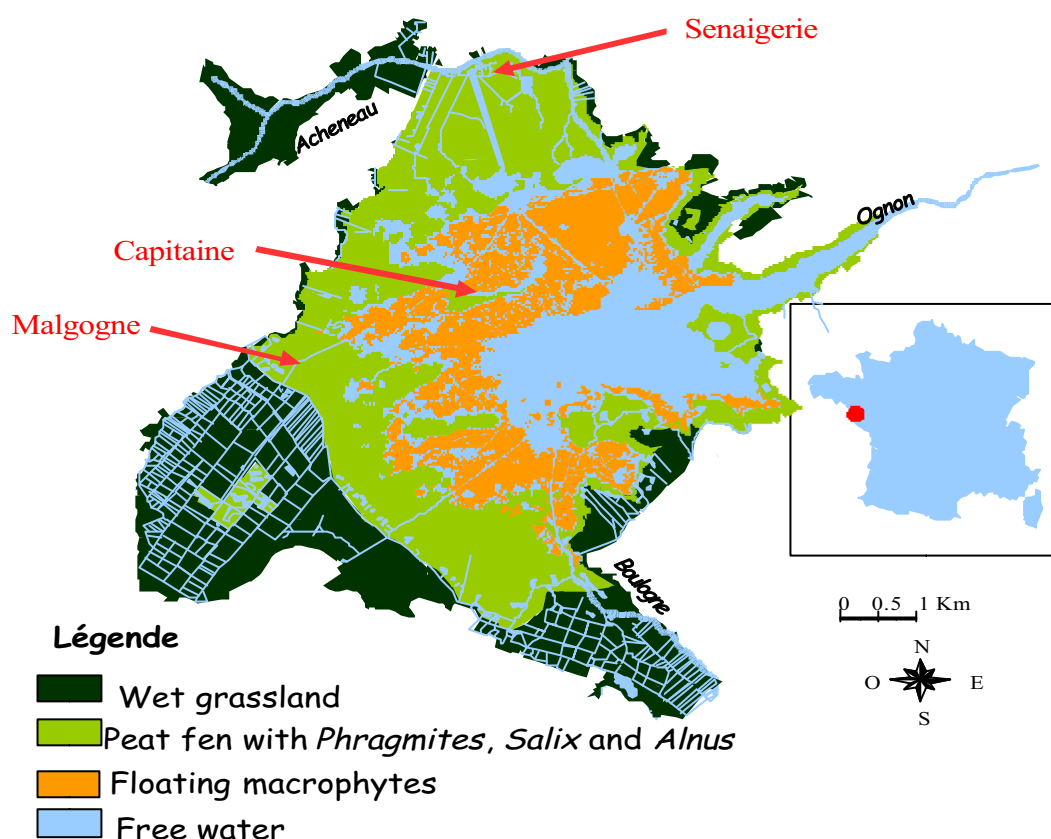 Senaigerie
Acheneau
Ognon
Capitaine
Malgogne
Boulogne
0 0.5 1 Km
N
O E
S
Légende
Wet grassland
Peat fen with Phragmites, Salix and Alnus
Floating macrophytes
Free water